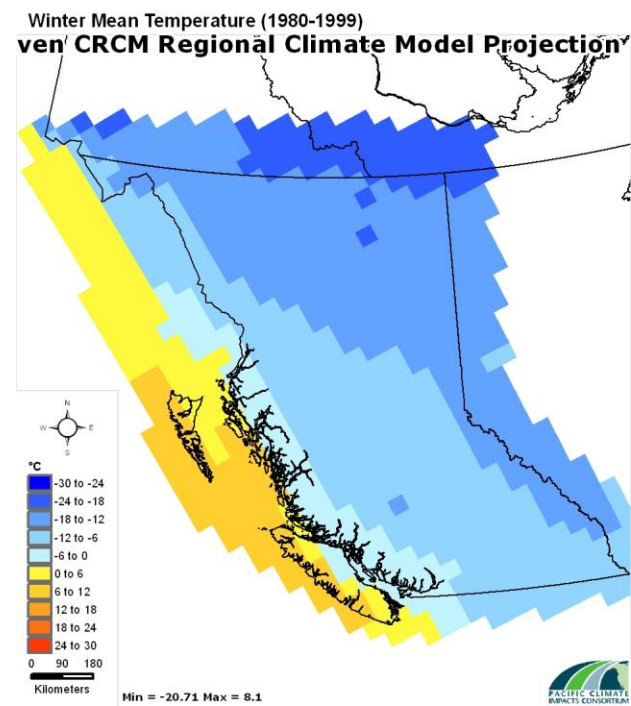 Winter Mean Temperature (1980-1999)
ven CRCM Regional Climate Model Projection
N
W E
S
°C
-30 to -24
-24 to -18
-18 to -12
-12 to -6
-6 to 0
0 to 6
6 to 12
12 to 18
18 to 24
24 to 30
0 90 180
Kilometers
Min = -20.71 Max = 8.1
PACIFIC CLIMATE
IMPACTS CONSORTIUM